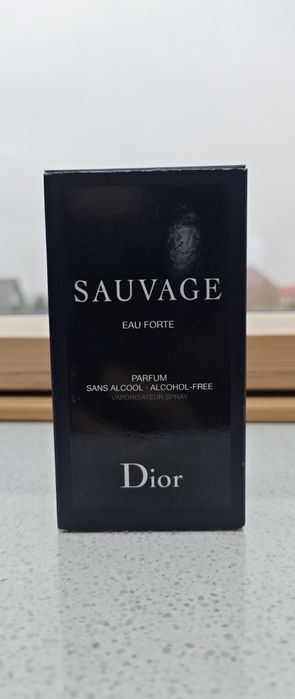 SAUVAGE
EAU FORTE
PARFUM
SANS ALCOOL · ALCOHOL-FREE
VAPORISATEUR SPRAY
Dior